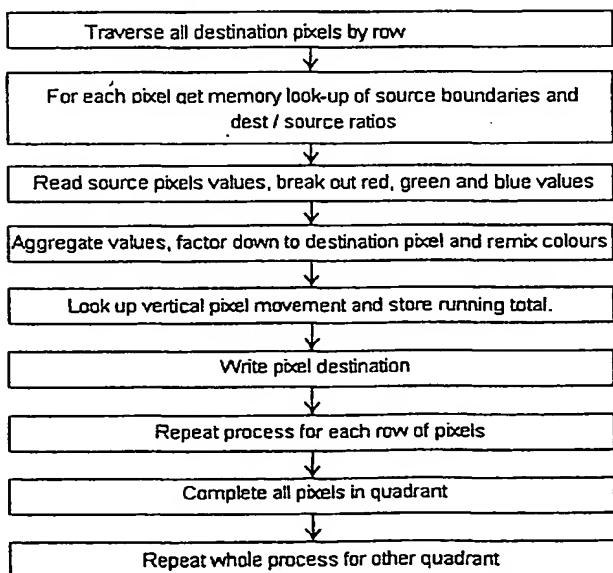 Traverse all destination pixels by row
For each pixel get memory look-up of source boundaries and
dest / source ratios
Read source pixels values, break out red, green and blue values
Aggregate values, factor down to destination pixel and remix colours
Look up vertical pixel movement and store running total.
Write pixel destination
Repeat process for each row of pixels
Complete all pixels in quadrant
Repeat whole process for other quadrant